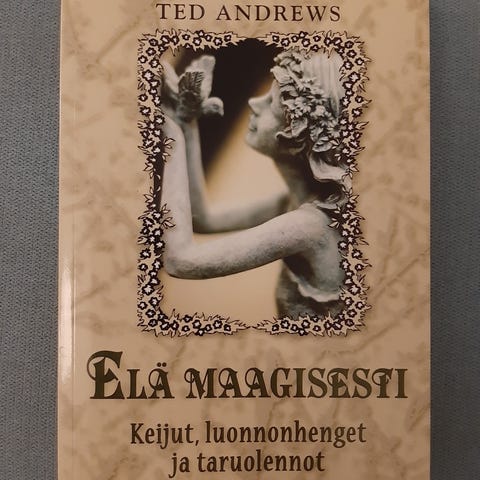 TED ANDREWS
ELÄ MAAGISESTI
Keijut, luonnonhenget
ja taruolennot